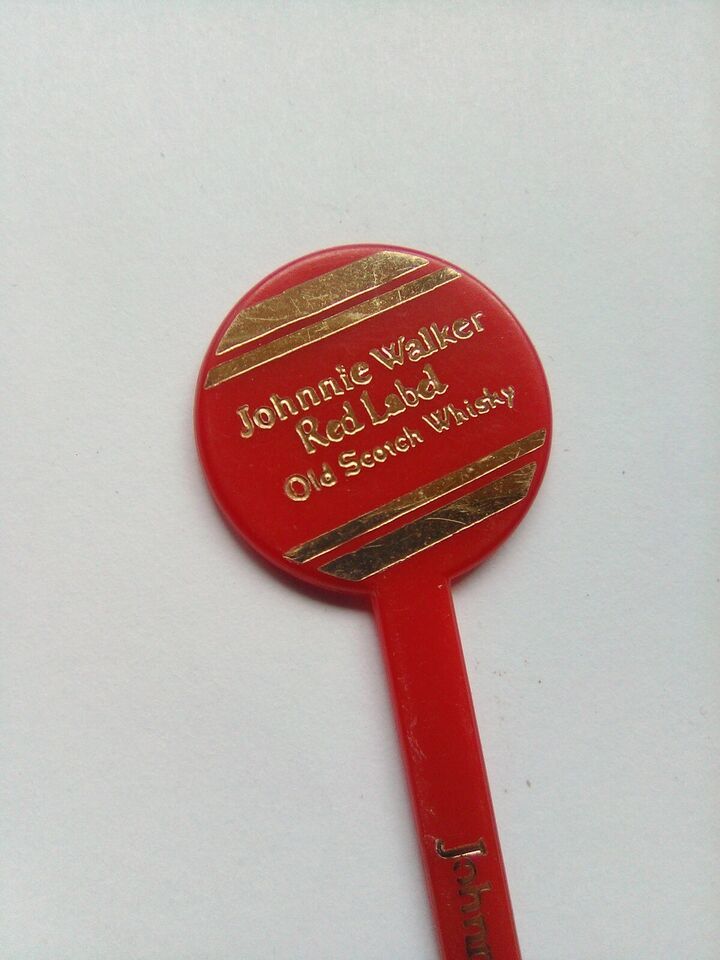 Johnnie Walker
Red Label
Old Scotch Whisky